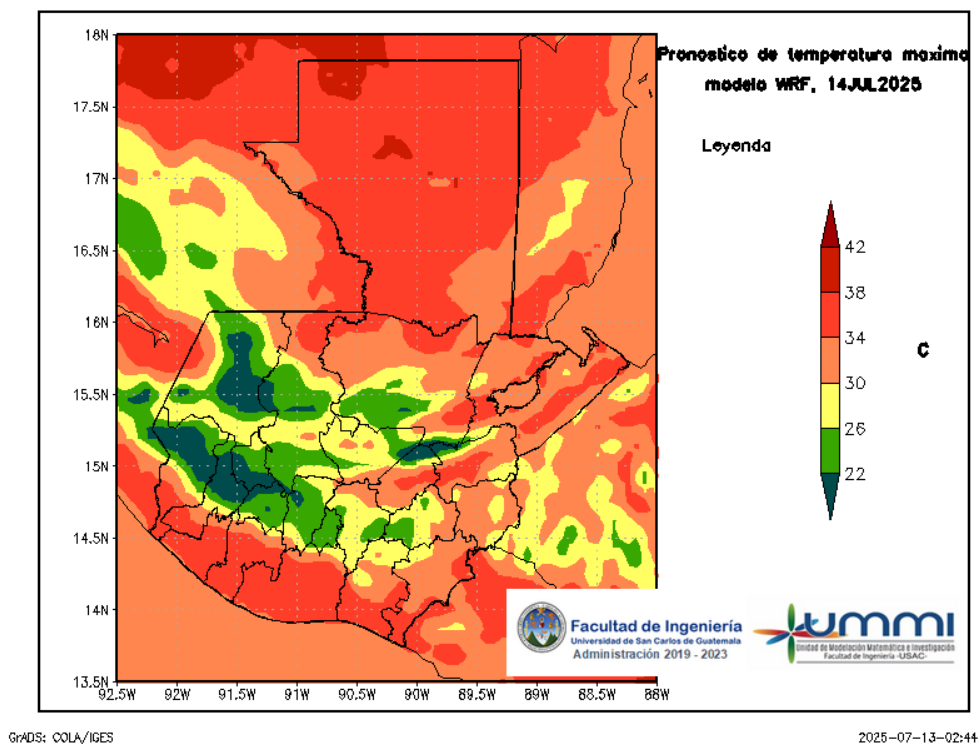 Pronostico de temperatura maxima
modelo WRF, 14JUL2025
Leyenda
42
38
34
30
26
22
C
18N
17.5N
17N
16.5N
16N
15.5N
15N
14.5N
14N
13.5N
92.5W 92W 91.5W 91W 90.5W 90W 89.5W 89W 88.5W 88W
Facultad de Ingeniería
Universidad de San Carlos de Guatemala
Administración 2019 - 2023
ummi
Unidad de Modelación Matemática e Investigación
Facultad de Ingeniería -USAC-
GrADS: COLA/IGES
2025-07-13-02:44